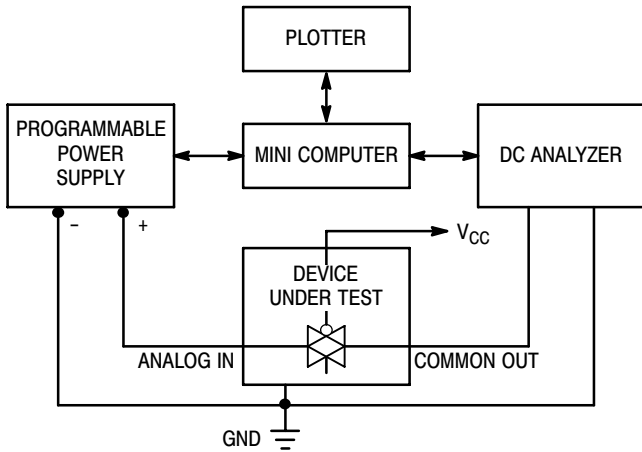 PLOTTER
PROGRAMMABLE
POWER
SUPPLY
MINI COMPUTER
DC ANALYZER
– +
VCC
DEVICE
UNDER TEST
ANALOG IN
COMMON OUT
GND